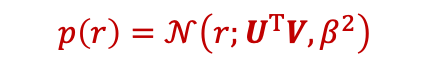 p(r) = 𝒩(r; UᵀV, β²)